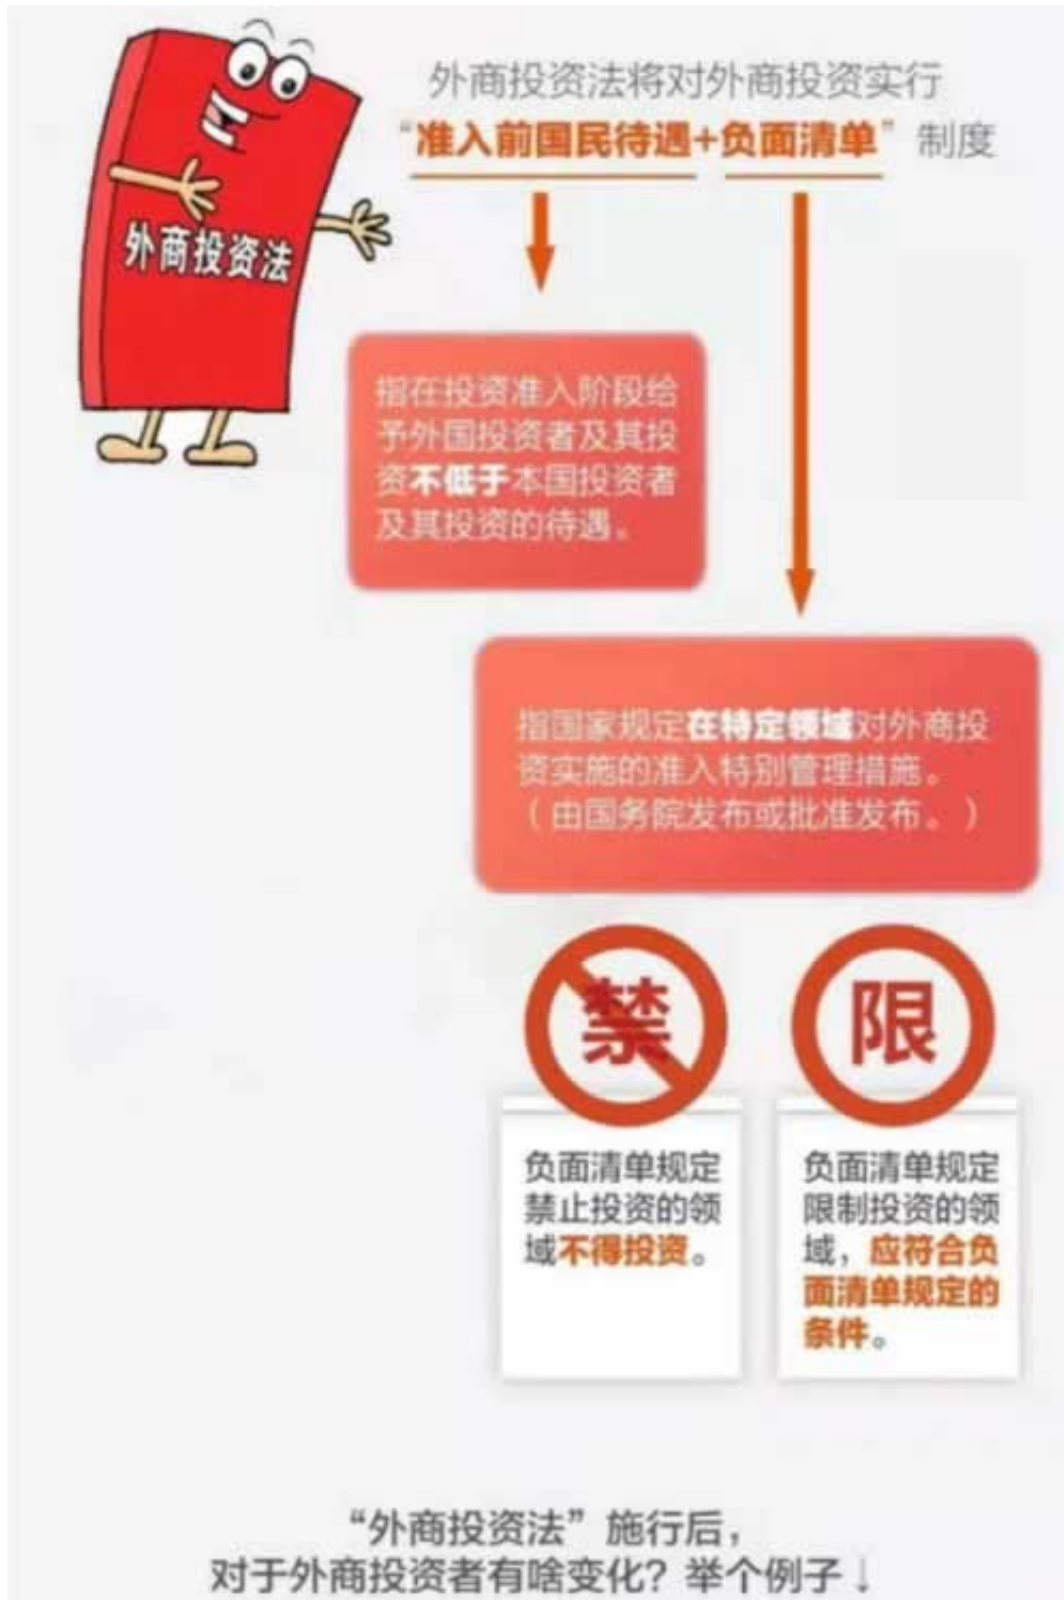 外商投资法将对外商投资实行
“准入前国民待遇+负面清单” 制度
外商投资法
指在投资准入阶段给
予外国投资者及其投
资不低于本国投资者
及其投资的待遇。
指国家规定在特定领域对外商投
资实施的准入特别管理措施。
（由国务院发布或批准发布。）
禁
负面清单规定
禁止投资的领
域不得投资。
限
负面清单规定
限制投资的领
域，应符合负
面清单规定的
条件。
“外商投资法”施行后，
对于外商投资者有啥变化？举个例子↓